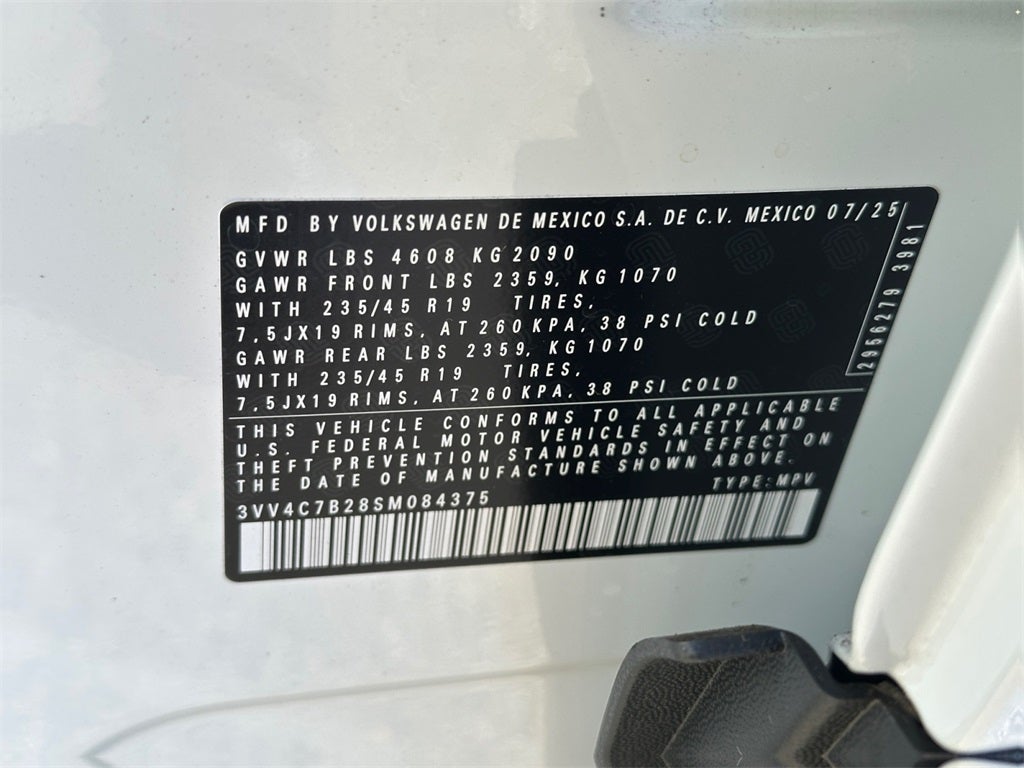 MFD BY VOLKSWAGEN DE MEXICO S.A. DE C.V. MEXICO 07/25
GVWR LBS 4608 KG 2090
GAWR FRONT LBS 2359, KG 1070
WITH 235/45 R19 TIRES,
7,5JX19 RIMS, AT 260 KPA, 38 PSI COLD
GAWR REAR LBS 2359, KG 1070
WITH 235/45 R19 TIRES,
7,5JX19 RIMS, AT 260 KPA, 38 PSI COLD
2956279 3981
THIS VEHICLE CONFORMS TO ALL APPLICABLE
U.S. FEDERAL MOTOR VEHICLE SAFETY AND
THEFT PREVENTION STANDARDS IN EFFECT ON
THE DATE OF MANUFACTURE SHOWN ABOVE.
3VV4C7B28SM084375 TYPE: MPV